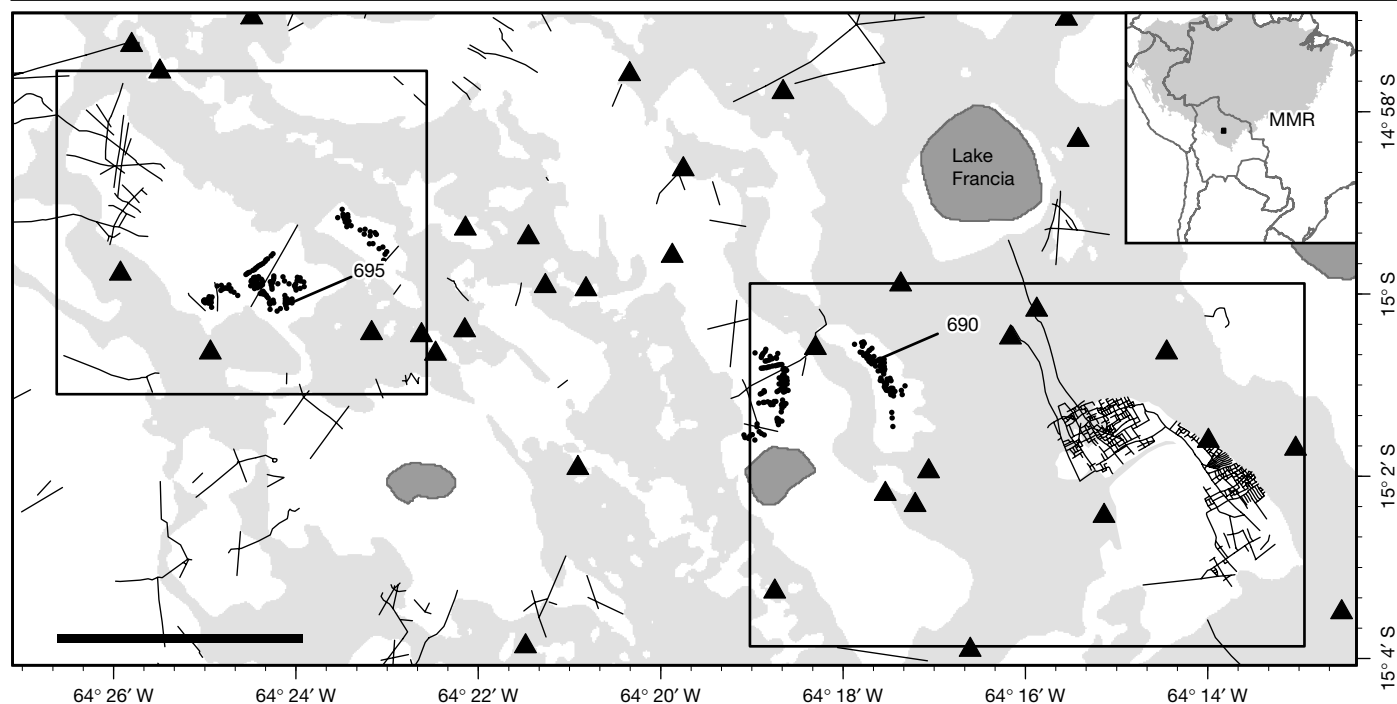 MMR
14° 58′ S
Lake
Francia
695
15° S
690
15° 2′ S
15° 4′ S
64° 26′ W 64° 24′ W 64° 22′ W 64° 20′ W 64° 18′ W 64° 16′ W 64° 14′ W